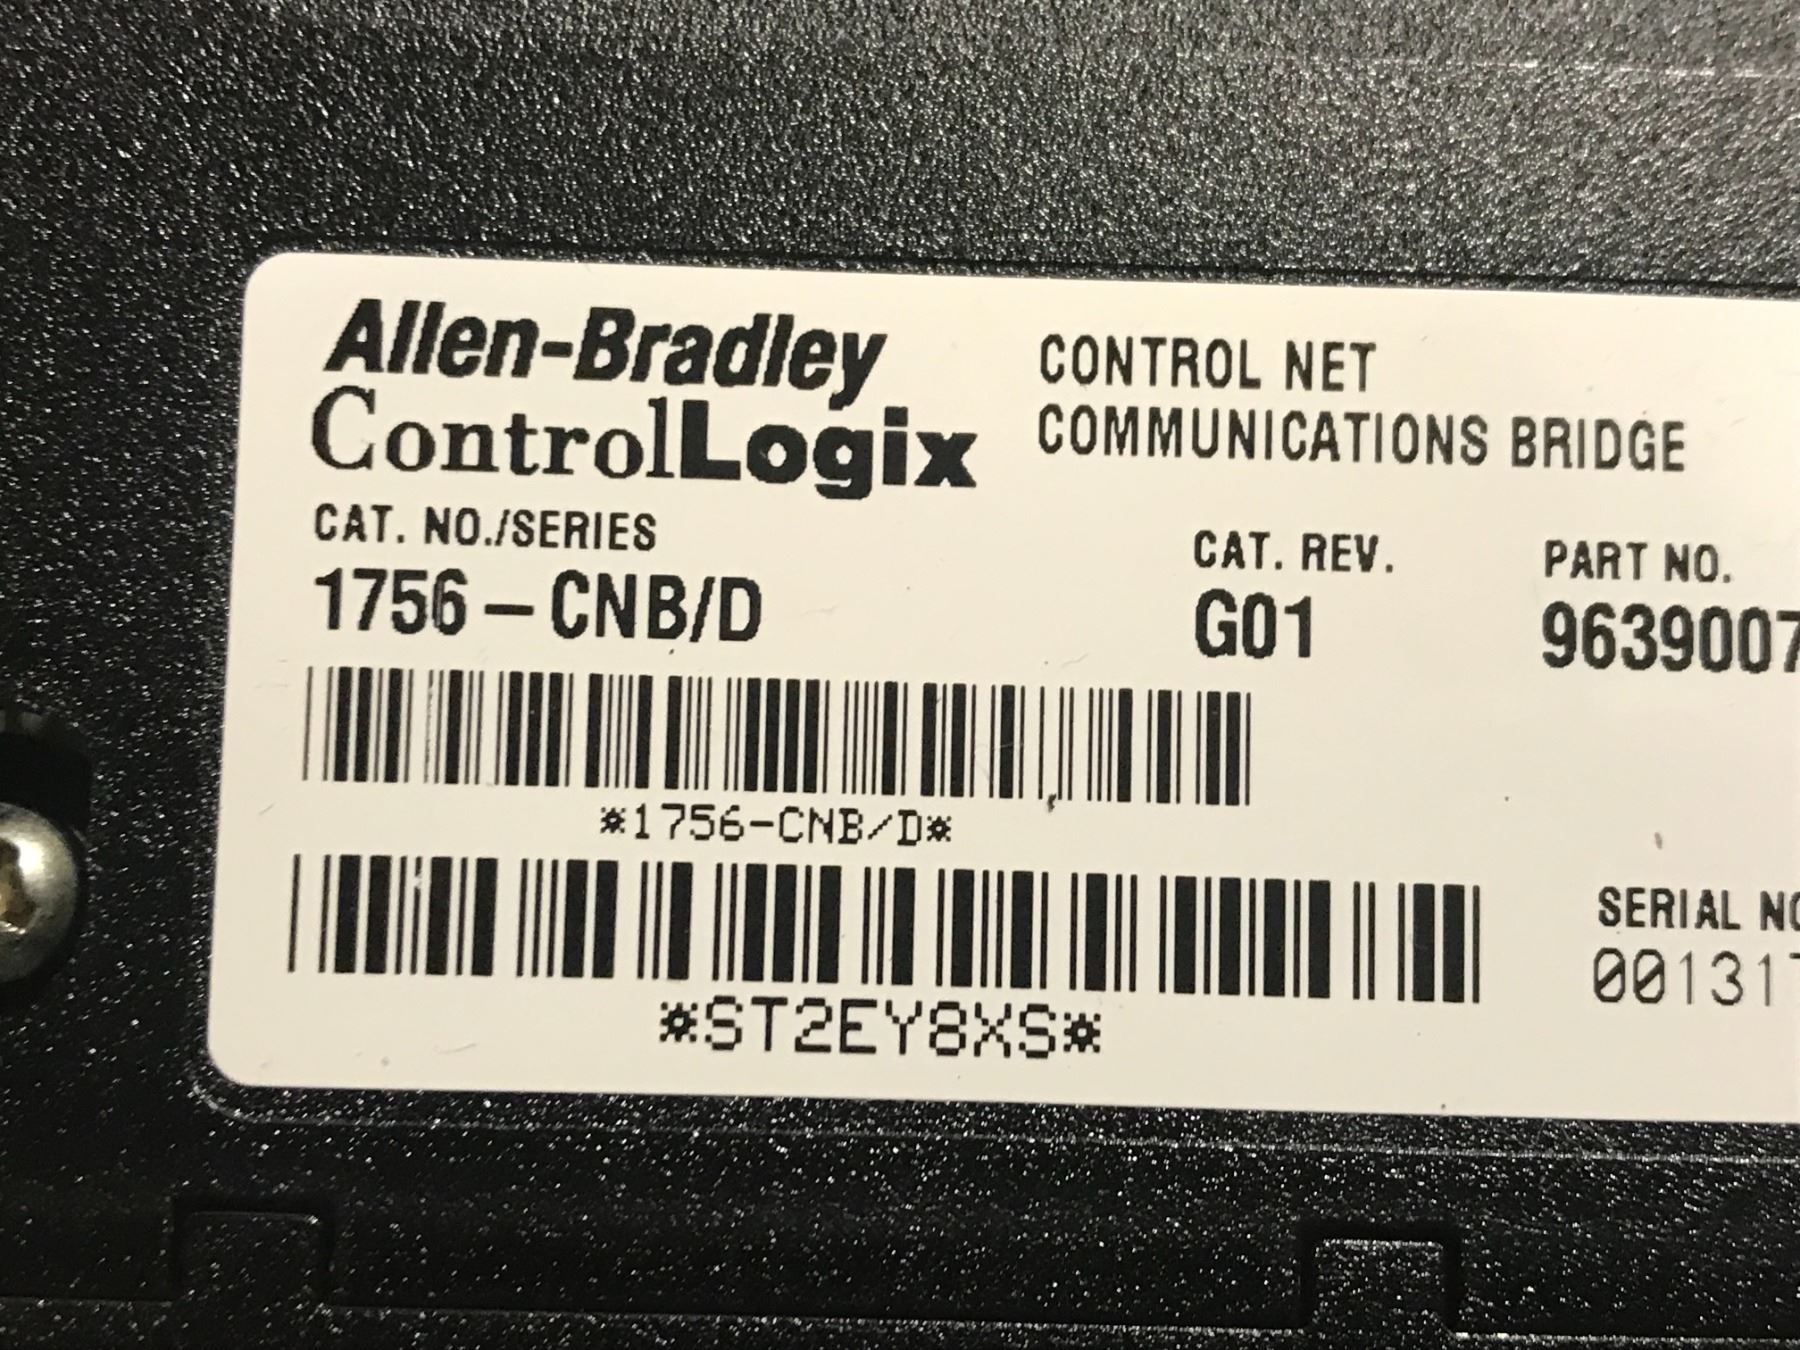 Allen-Bradley
ControlLogix
CONTROL NET
COMMUNICATIONS BRIDGE
CAT. NO./SERIES
1756-CNB/D
CAT. REV.
G01
PART NO.
9639007
*1756-CNB/D*
SERIAL NO
00131
*ST2EY8XS*